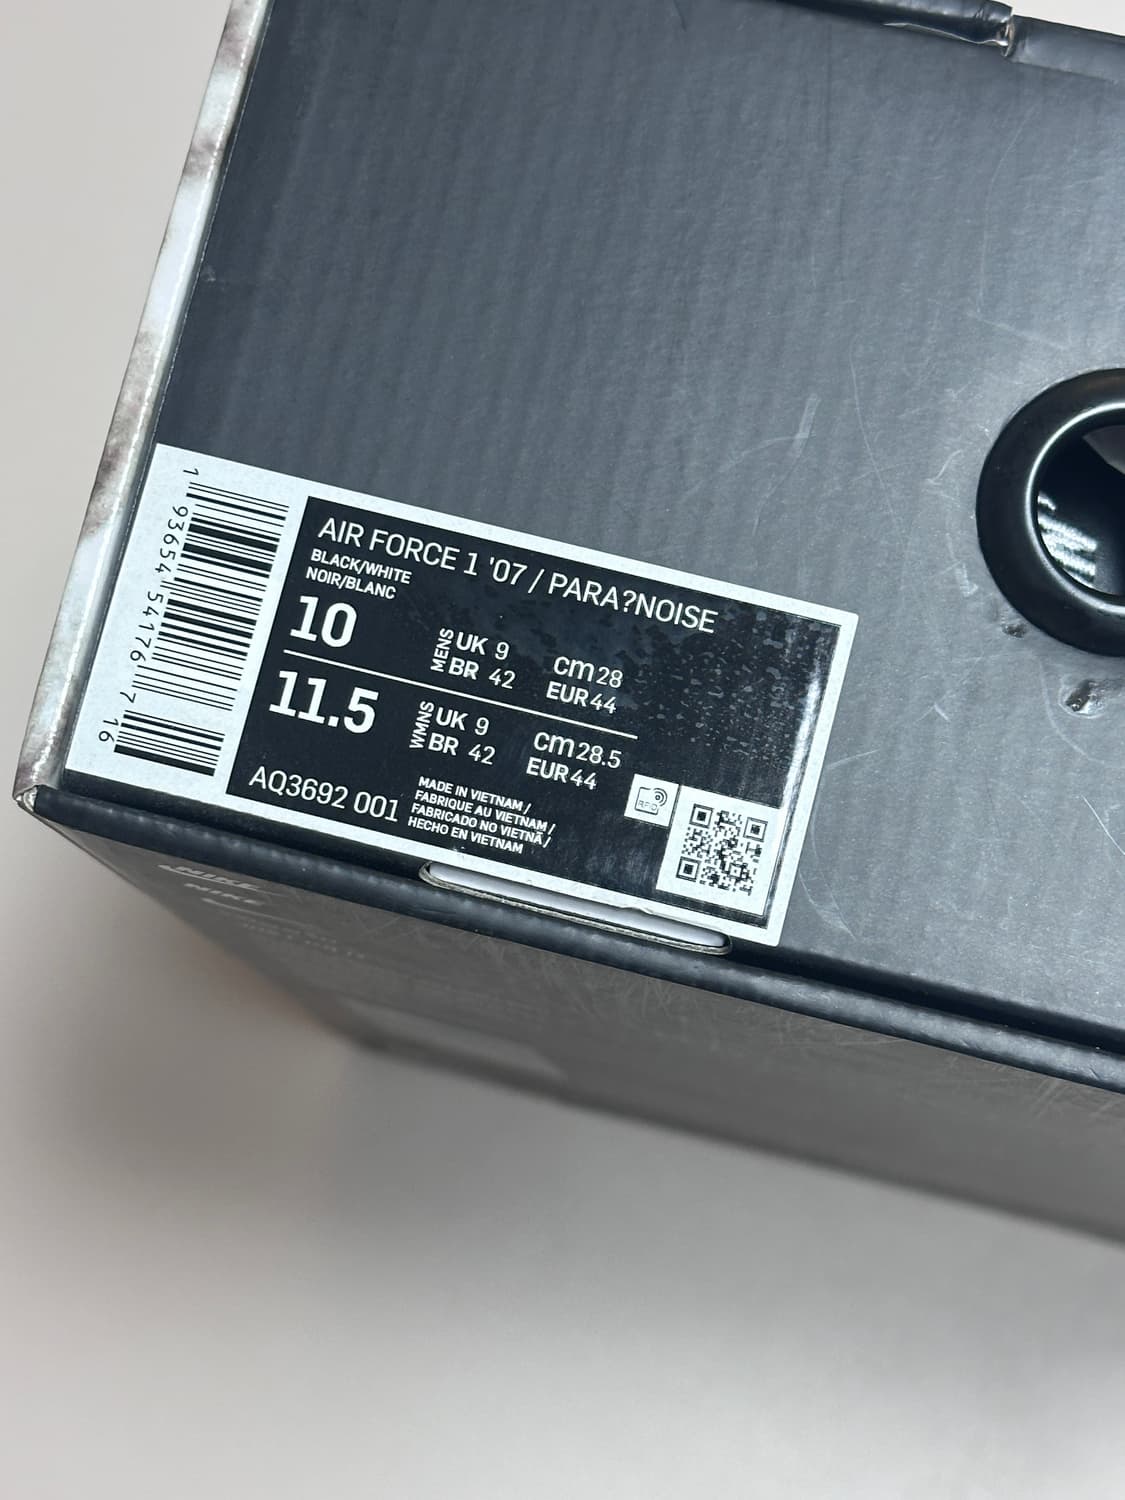 AIR FORCE 1 '07 / PARA?NOISE
BLACK/WHITE
NOIR/BLANC
10
MENS UK 9 cm 28
BR 42 EUR 44
11.5
WMNS UK 9 cm 28.5
BR 42 EUR 44
AQ3692 001
MADE IN VIETNAM /
FABRIQUE AU VIETNAM /
FABRICADO NO VIETNÃ /
HECHO EN VIETNAM
RFID
1 93654 54176 7 16
NIKE
NIKE